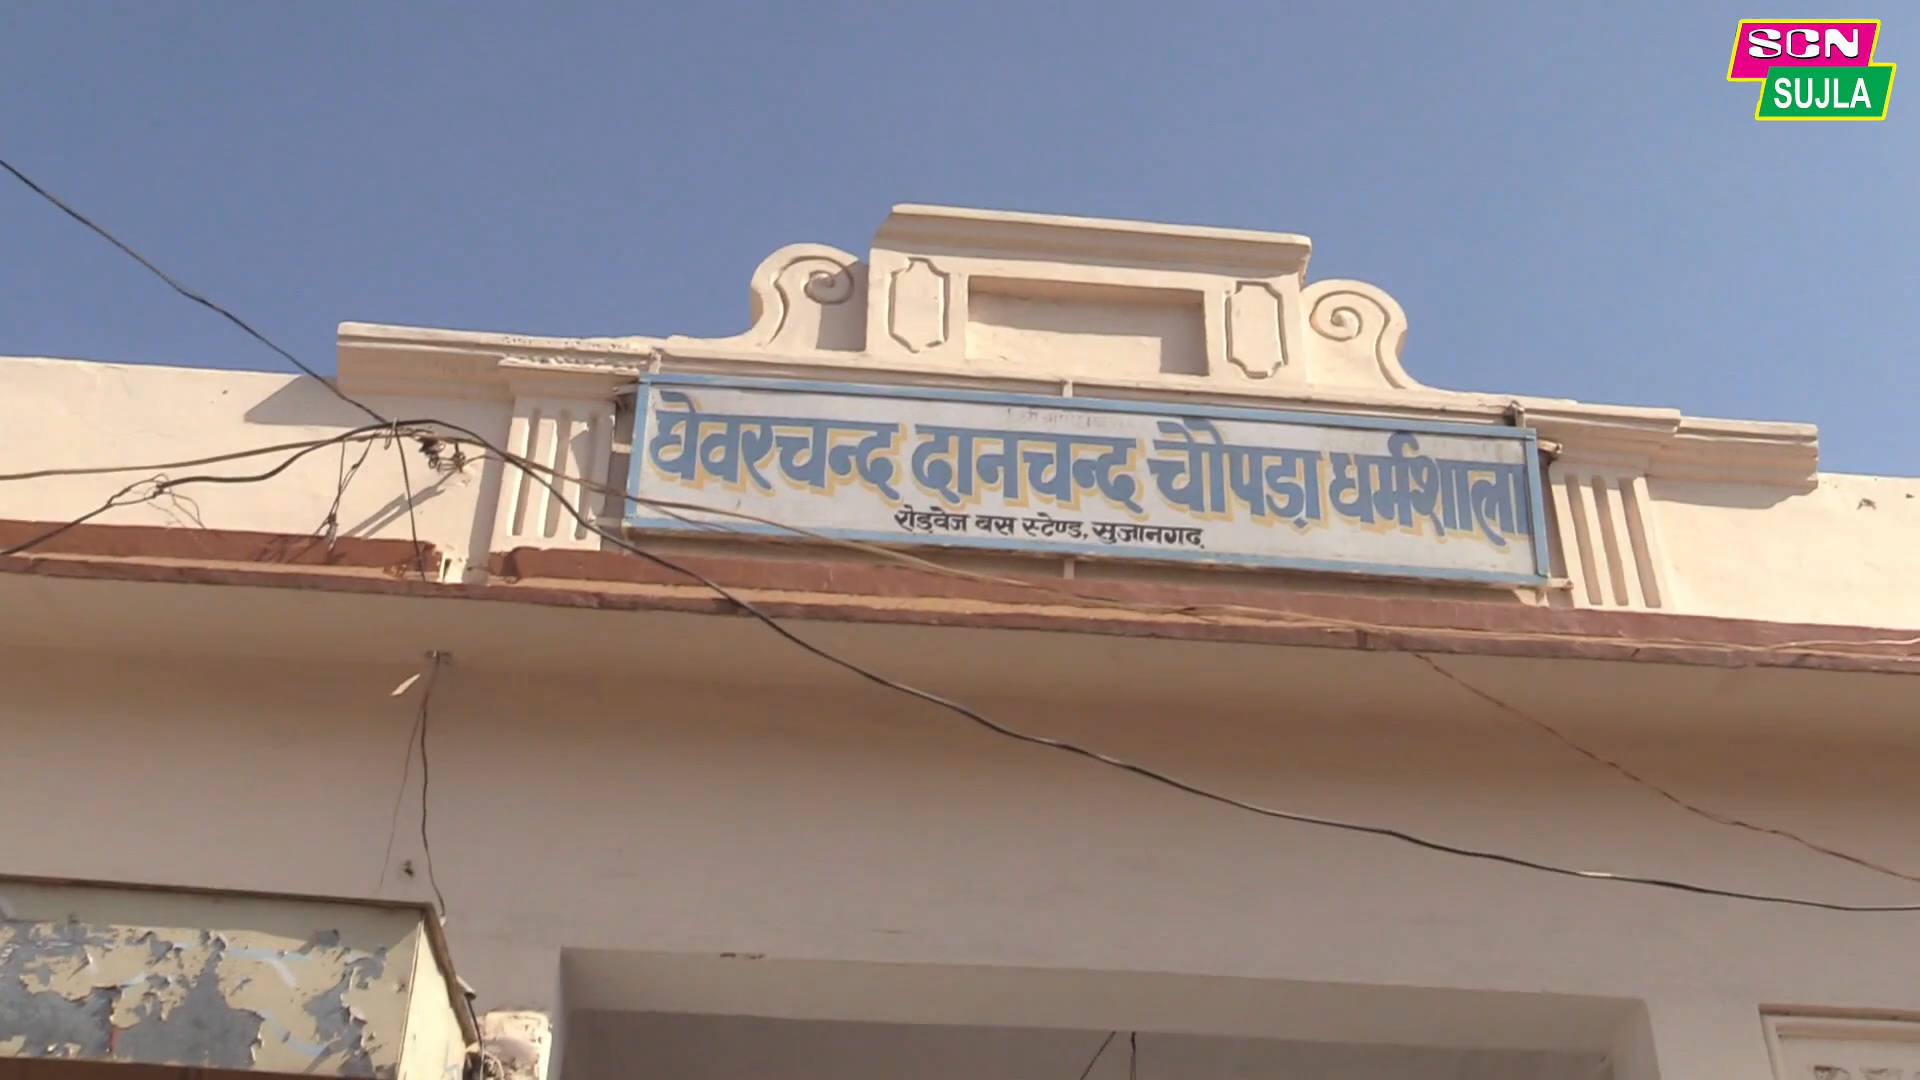 SCN
SUJLA
घेवरचन्द दानचन्द चौपड़ा धर्मशाला
रोडवेज बस स्टेण्ड, सुजानगढ़